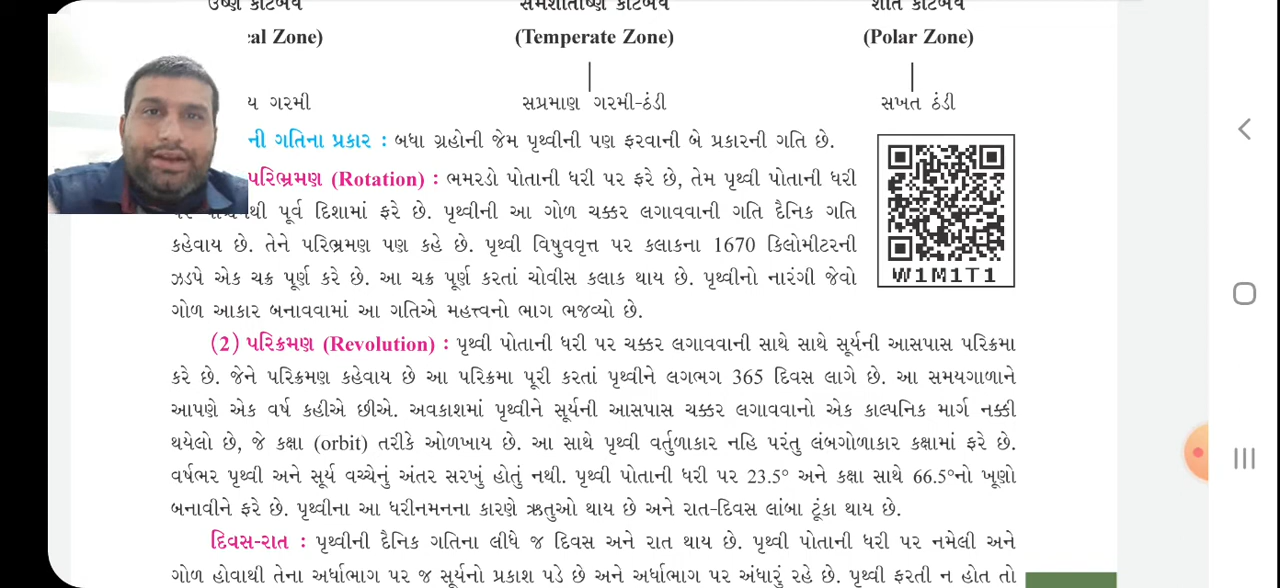 (Temperate Zone)
(Polar Zone)
al Zone)
ય ગરમી
સપ્રમાણ ગરમી-ઠંડી
સખત ઠંડી
ની ગતિના પ્રકાર : બધા ગ્રહોની જેમ પૃથ્વીની પણ ફરવાની બે પ્રકારની ગતિ છે.
પરિભ્રમણ (Rotation) : ભમરડો પોતાની ધરી પર ફરે છે, તેમ પૃથ્વી પોતાની ધરી
પૂર્વ દિશામાં ફરે છે. પૃથ્વીની આ ગોળ ચક્કર લગાવવાની ગતિ દૈનિક ગતિ
કહેવાય છે. તેને પરિભ્રમણ પણ કહે છે. પૃથ્વી વિષુવવૃત્ત પર કલાકના 1670 કિલોમીટરની
ઝડપે એક ચક્ર પૂર્ણ કરે છે. આ ચક્ર પૂર્ણ કરતાં ચોવીસ કલાક થાય છે. પૃથ્વીનો નારંગી જેવો
ગોળ આકાર બનાવવામાં આ ગતિએ મહત્ત્વનો ભાગ ભજવ્યો છે.
W1M1T1
(2) પરિક્રમણ (Revolution) : પૃથ્વી પોતાની ધરી પર ચક્કર લગાવવાની સાથે સાથે સૂર્યની આસપાસ પરિક્રમા
કરે છે. જેને પરિક્રમણ કહેવાય છે આ પરિક્રમા પૂરી કરતાં પૃથ્વીને લગભગ 365 દિવસ લાગે છે. આ સમયગાળાને
આપણે એક વર્ષ કહીએ છીએ. અવકાશમાં પૃથ્વીને સૂર્યની આસપાસ ચક્કર લગાવવાનો એક કાલ્પનિક માર્ગ નક્કી
થયેલો છે, જે કક્ષા (orbit) તરીકે ઓળખાય છે. આ સાથે પૃથ્વી વર્તુળાકાર નહિ પરંતુ લંબગોળાકાર કક્ષામાં ફરે છે.
વર્ષભર પૃથ્વી અને સૂર્ય વચ્ચેનું અંતર સરખું હોતું નથી. પૃથ્વી પોતાની ધરી પર 23.5° અને કક્ષા સાથે 66.5°નો ખૂણો
બનાવીને ફરે છે. પૃથ્વીના આ ધરીનમનના કારણે ઋતુઓ થાય છે અને રાત-દિવસ લાંબા ટૂંકા થાય છે.
દિવસ-રાત : પૃથ્વીની દૈનિક ગતિના લીધે જ દિવસ અને રાત થાય છે. પૃથ્વી પોતાની ધરી પર નમેલી અને
ગોળ હોવાથી તેના અર્ધાભાગ પર જ સૂર્યનો પ્રકાશ પડે છે અને અર્ધાભાગ પર અંધારું રહે છે. પૃથ્વી ફરતી ન હોત તો